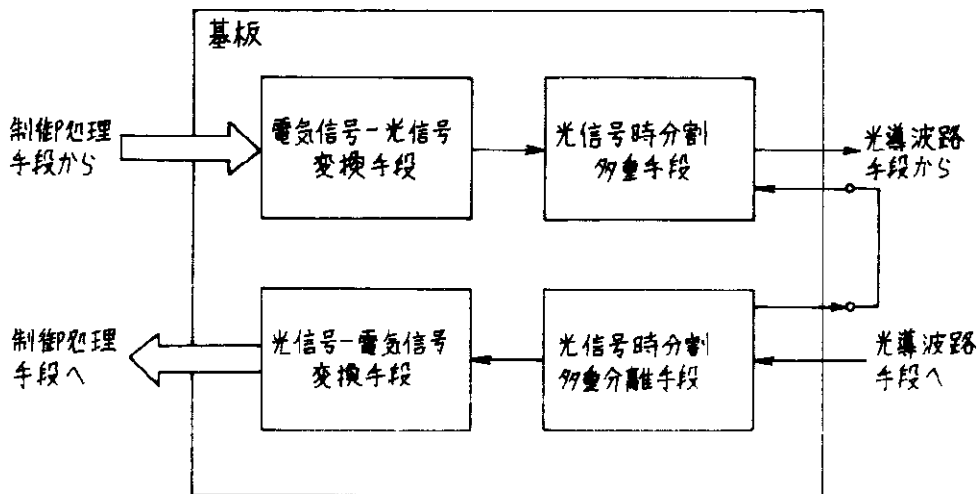 基板
制御処理
手段から
電気信号-光信号
変換手段
光信号時分割
多重手段
光導波路
手段から
制御処理
手段へ
光信号-電気信号
変換手段
光信号時分割
多重分離手段
光導波路
手段へ